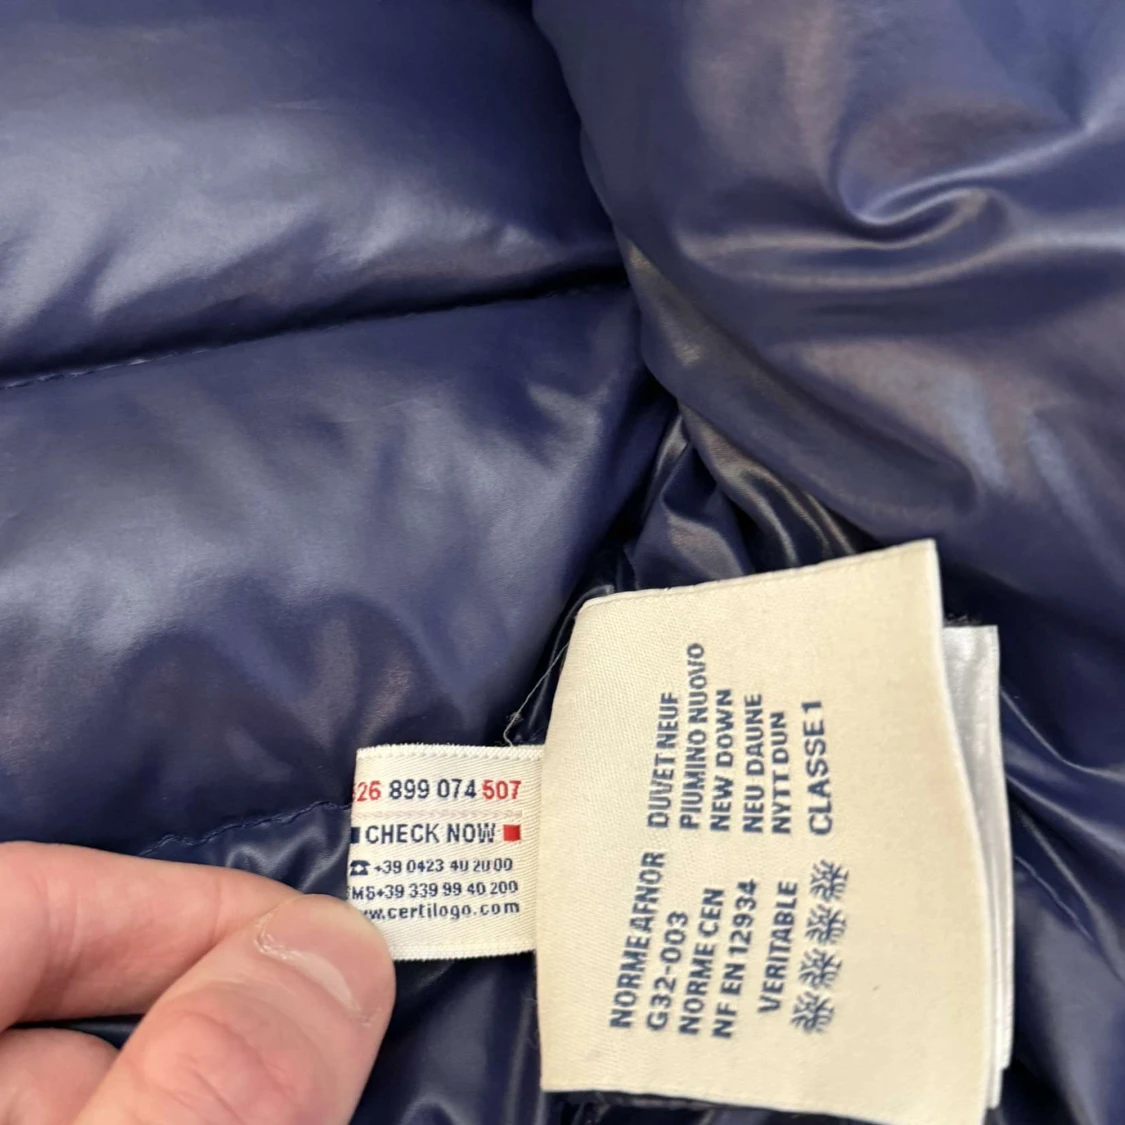 26 899 074 507
CHECK NOW
+39 0423 40 20 00
MS+39 339 99 40 200
w.certilogo.com
NORME AFNOR
G32-003
NORME CEN
NF EN 12934
VERITABLE
DUVET NEUF
PIUMINO NUOVO
NEW DOWN
NEU DAUNE
NYTT DUN
CLASSE 1